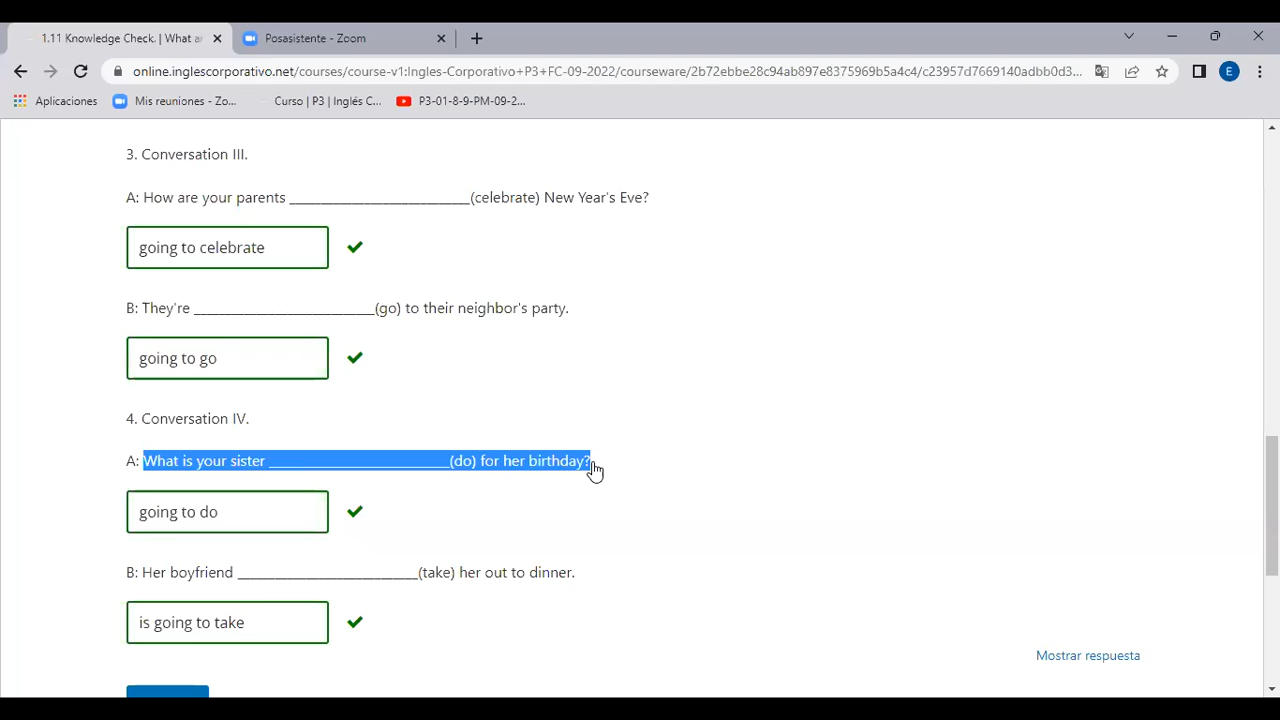 1.11 Knowledge Check. | What a
Posasistente - Zoom
online.inglescorporativo.net/courses/course-v1:Ingles-Corporativo+P3+FC-09-2022/courseware/2b72ebbe28c94ab897e8375969b5a4c4/c23957d7669140adbb0d3...
E
Aplicaciones
Mis reuniones - Zo...
Curso | P3 | Inglés C...
P3-01-8-9-PM-09-2...
3. Conversation III.
A: How are your parents ___________________________(celebrate) New Year's Eve?
going to celebrate
B: They're ___________________________(go) to their neighbor's party.
going to go
4. Conversation IV.
A: What is your sister ___________________________(do) for her birthday?
going to do
B: Her boyfriend ___________________________(take) her out to dinner.
is going to take
Mostrar respuesta